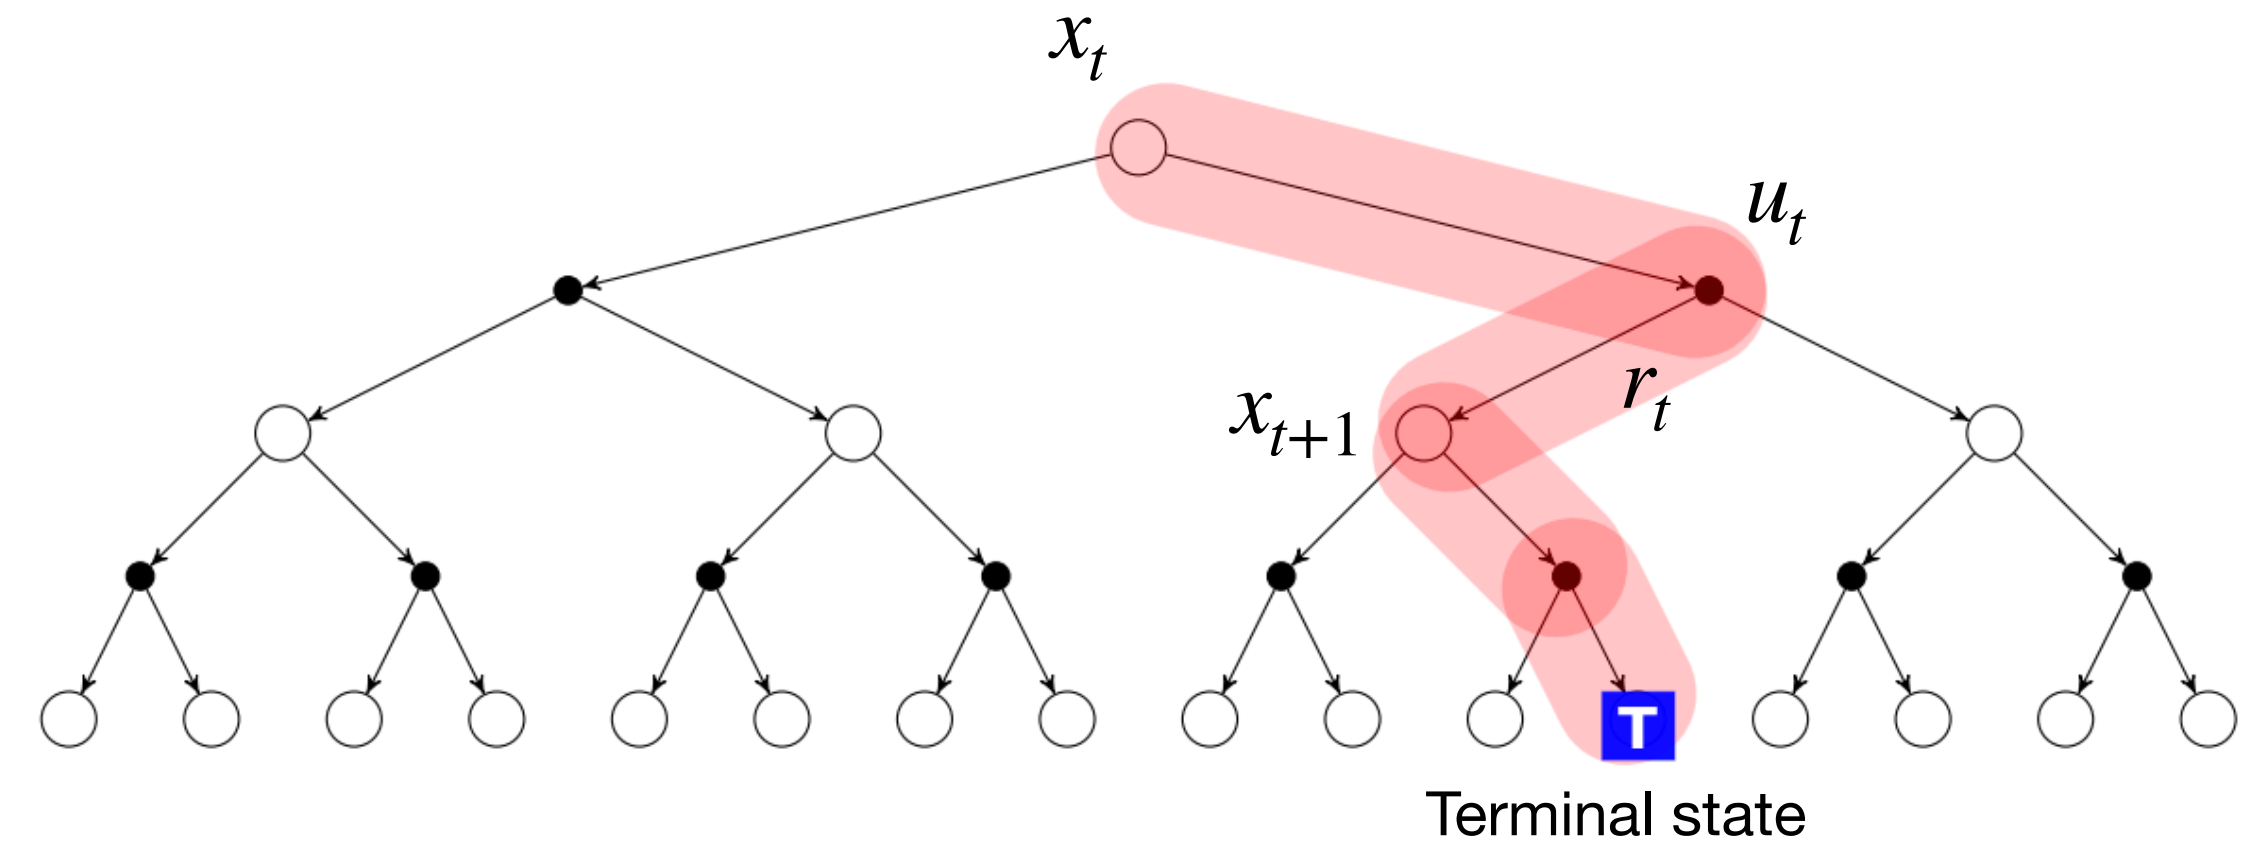 x_t
u_t
r_t
x_{t+1}
T
Terminal state